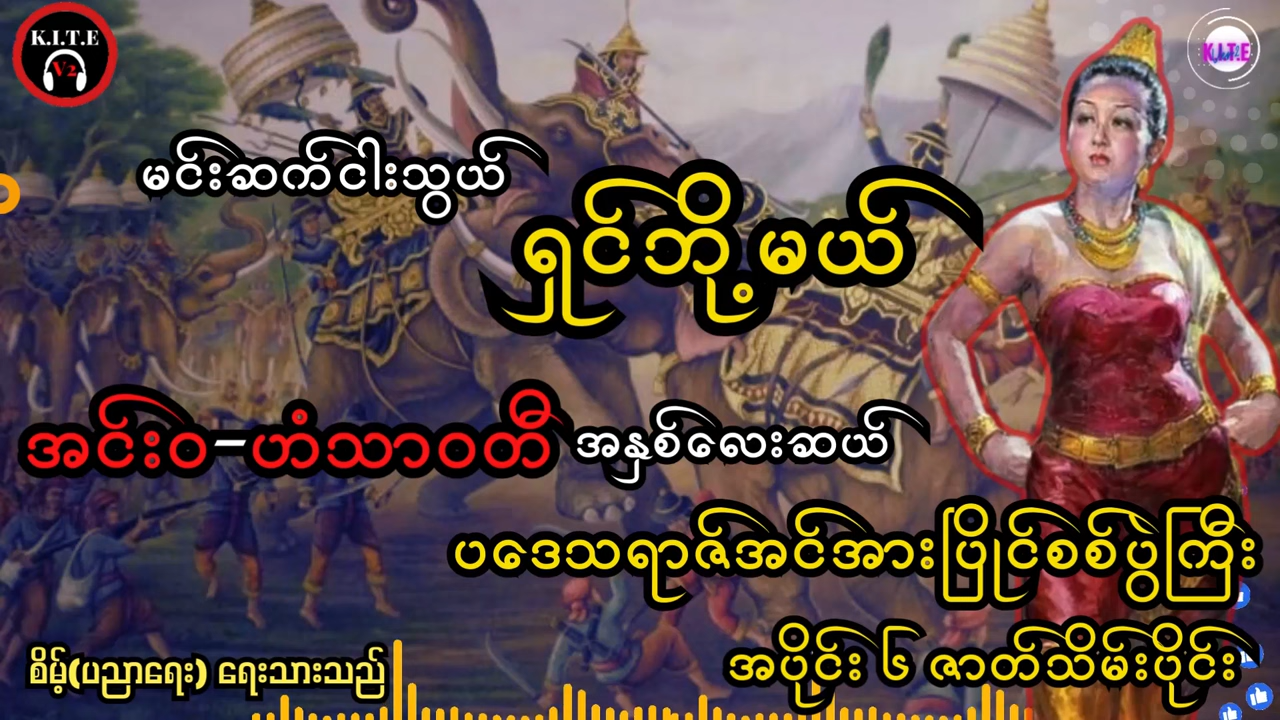 K.I.T.E
V2
K.I.T.E
မင်းဆက်ငါးသွယ်
ရှင်ဘို့မယ်
အင်းဝ-ဟံသာဝတီ အနှစ်လေးဆယ်
ပဒေသရာဇ်အင်အားပြိုင်စစ်ပွဲကြီး
အပိုင်း ၆ ဇာတ်သိမ်းပိုင်း
စိမ့်(ပညာရေး) ရေးသားသည်